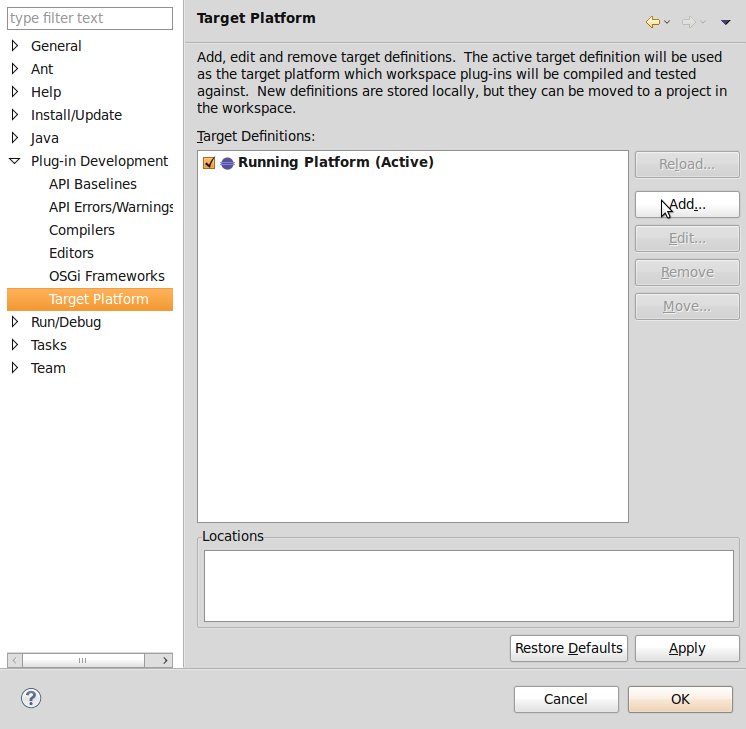 type filter text
General
Ant
Help
Install/Update
Java
Plug-in Development
API Baselines
API Errors/Warnings
Compilers
Editors
OSGi Frameworks
Target Platform
Run/Debug
Tasks
Team
Target Platform
Add, edit and remove target definitions.  The active target definition will be used
as the target platform which workspace plug-ins will be compiled and tested
against.  New definitions are stored locally, but they can be moved to a project in
the workspace.
Target Definitions:
Running Platform (Active)
Reload...
Add...
Edit...
Remove
Move...
Locations
Restore Defaults
Apply
?
Cancel
OK